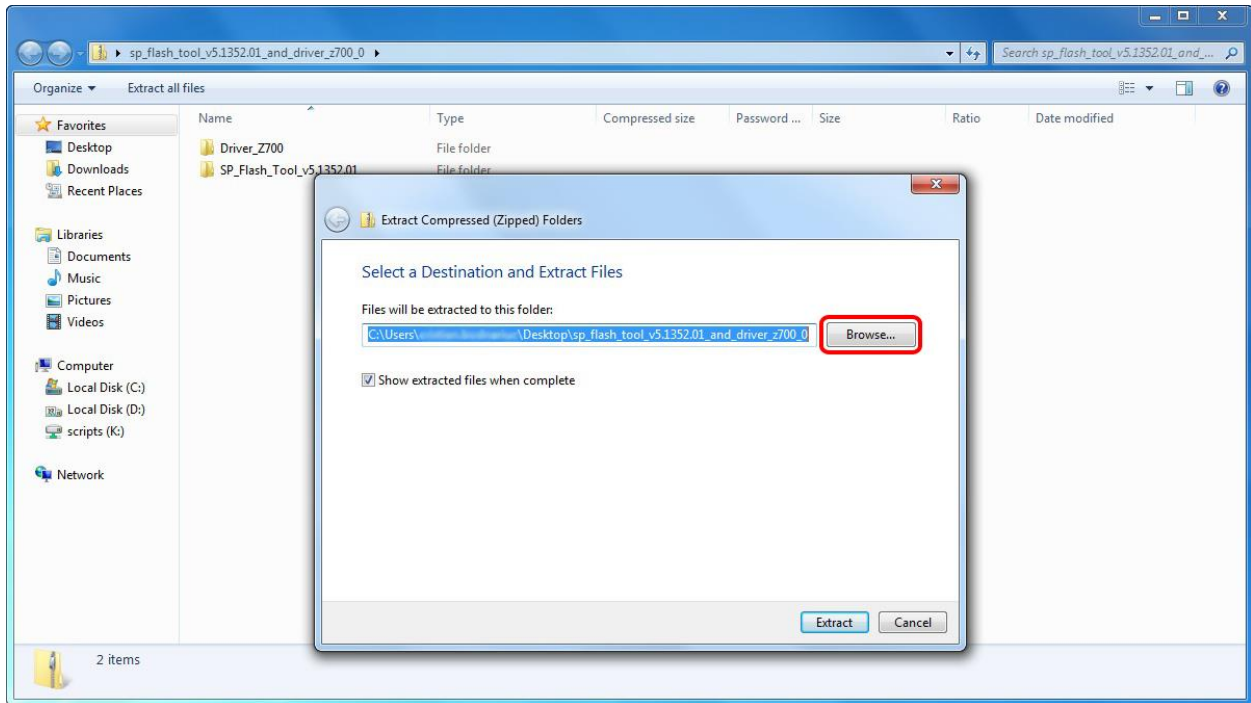 sp_flash_tool_v5.1352.01_and_driver_z700_0
Search sp_flash_tool_v5.1352.01_and_...
Organize
Extract all files
Favorites
Desktop
Downloads
Recent Places
Libraries
Documents
Music
Pictures
Videos
Computer
Local Disk (C:)
Local Disk (D:)
scripts (K:)
Network
Name Type Compressed size Password ... Size Ratio Date modified
Driver_Z700 File folder
SP_Flash_Tool_v5.1352.01 File folder
Extract Compressed (Zipped) Folders
Select a Destination and Extract Files
Files will be extracted to this folder:
C:\Users\ \Desktop\sp_flash_tool_v5.1352.01_and_driver_z700_0
Browse...
Show extracted files when complete
Extract Cancel
2 items